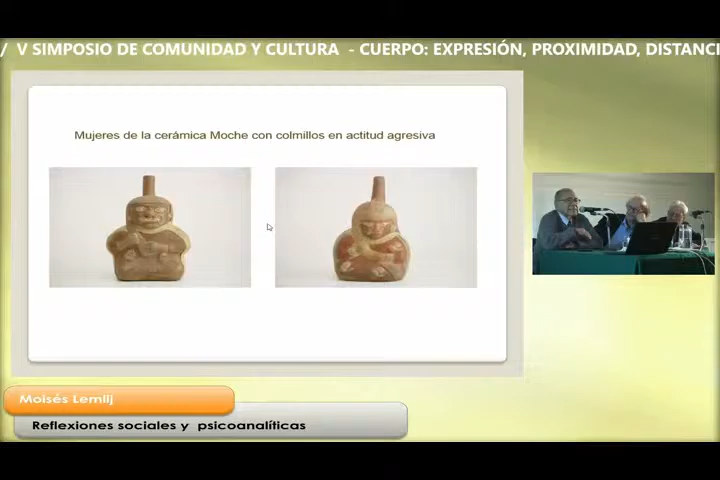 / V SIMPOSIO DE COMUNIDAD Y CULTURA - CUERPO: EXPRESIÓN, PROXIMIDAD, DISTANCI
Mujeres de la cerámica Moche con colmillos en actitud agresiva
Moisés Lemlij
Reflexiones sociales y psicoanalíticas